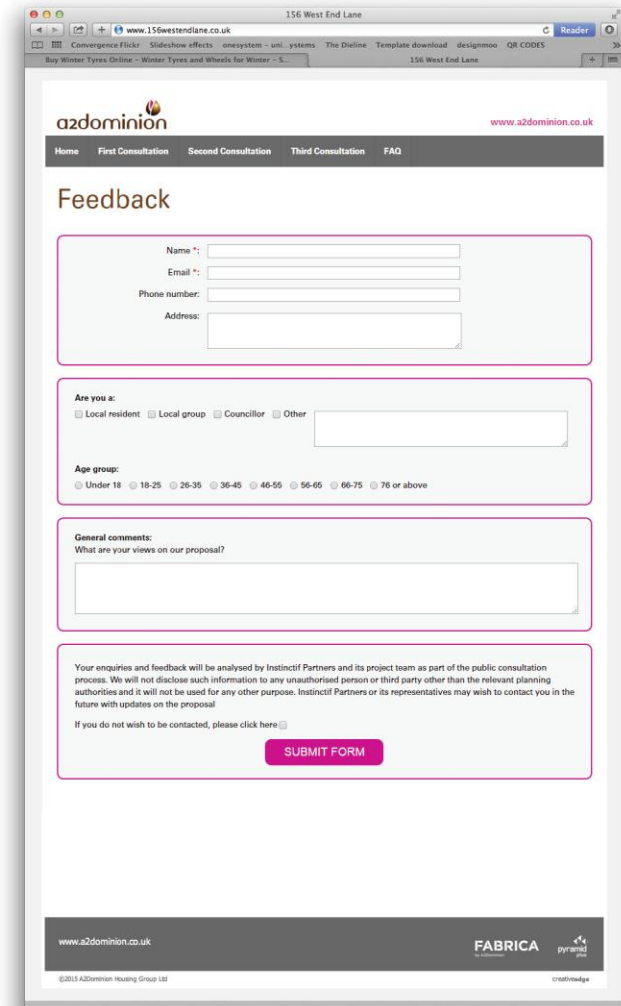 156 West End Lane
www.156westendlane.co.uk
Reader
Convergence Flickr Slideshow effects onesystem – uni...ystems The Dieline Template download designmoo QR CODES
Buy Winter Tyres Online – Winter Tyres and Wheels for Winter – S...
156 West End Lane
a2dominion
www.a2dominion.co.uk
Home First Consultation Second Consultation Third Consultation FAQ
Feedback
Name *:
Email *:
Phone number:
Address:
Are you a:
Local resident Local group Councillor Other
Age group:
Under 18 18-25 26-35 36-45 46-55 56-65 66-75 76 or above
General comments:
What are your views on our proposal?
Your enquiries and feedback will be analysed by Instinctif Partners and its project team as part of the public consultation
process. We will not disclose such information to any unauthorised person or third party other than the relevant planning
authorities and it will not be used for any other purpose. Instinctif Partners or its representatives may wish to contact you in the
future with updates on the proposal
If you do not wish to be contacted, please click here
SUBMIT FORM
www.a2dominion.co.uk
FABRICA
by A2Dominion
pyramid
plus
©2015 A2Dominion Housing Group Ltd
creativeedge